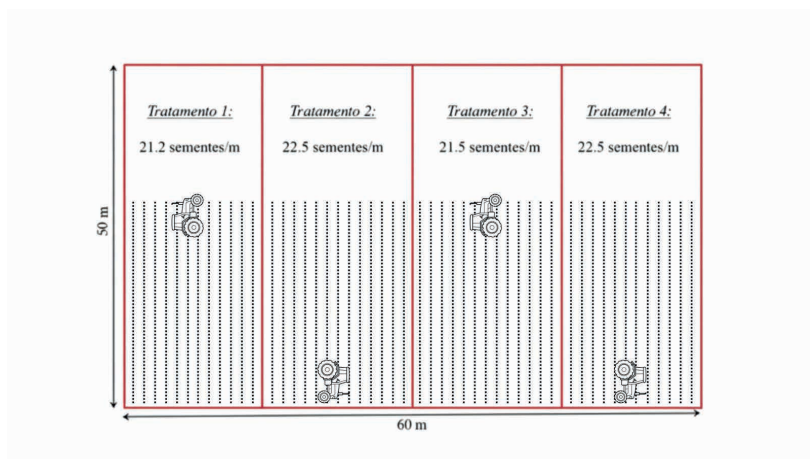 Tratamento 1:
21.2 sementes/m
Tratamento 2:
22.5 sementes/m
Tratamento 3:
21.5 sementes/m
Tratamento 4:
22.5 sementes/m
50 m
60 m